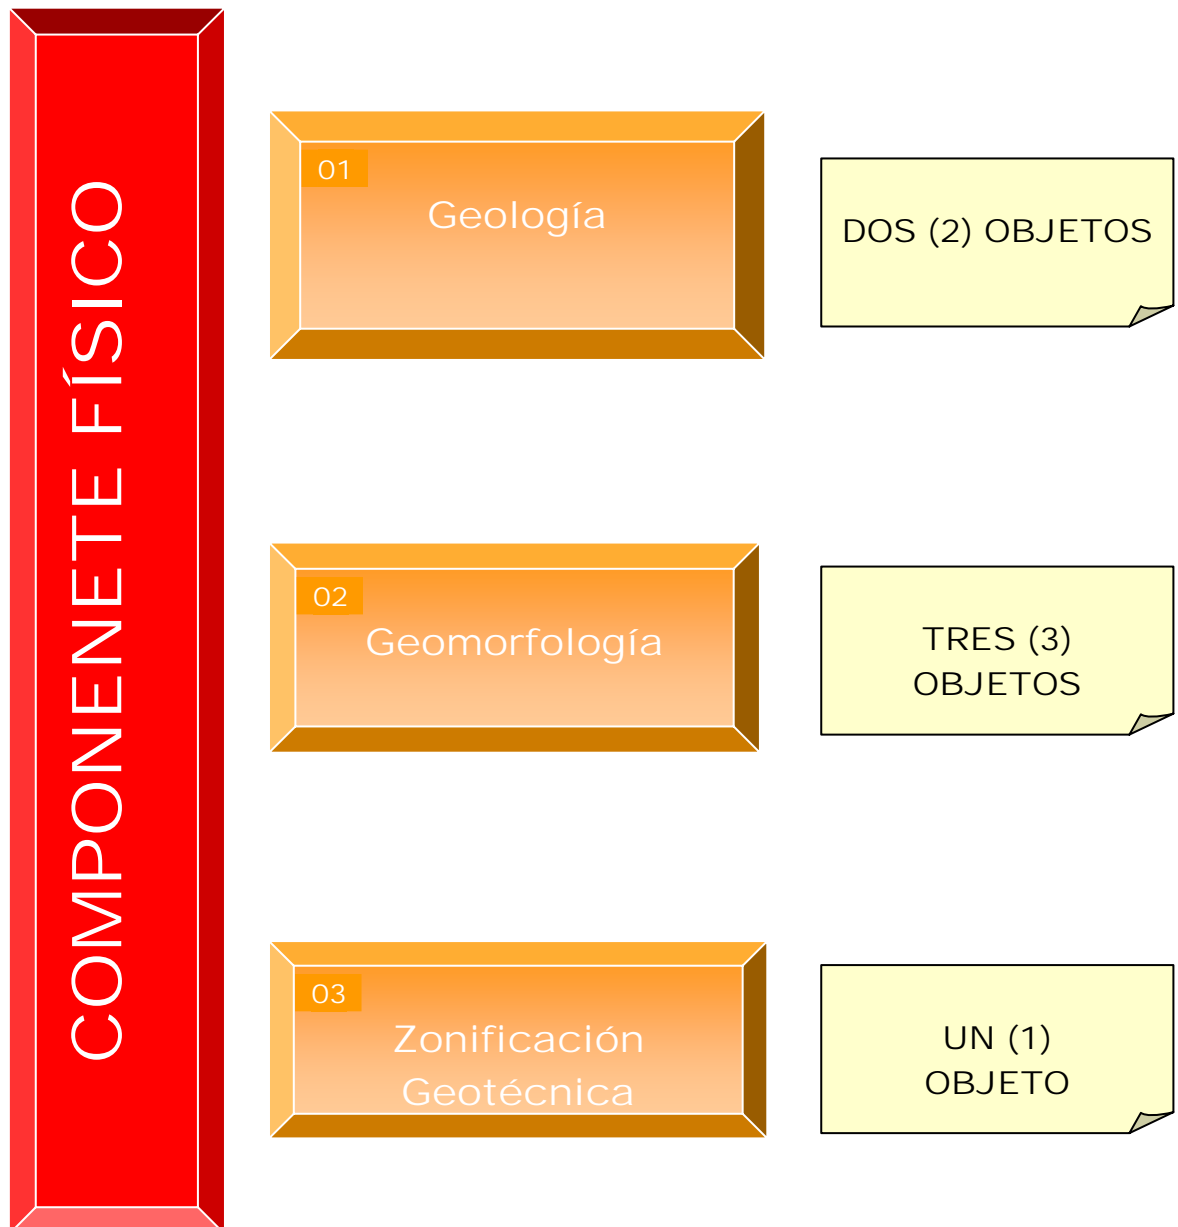 COMPONENETE FÍSICO
01
Geología
DOS (2) OBJETOS
02
Geomorfología
TRES (3)
OBJETOS
03
Zonificación
Geotécnica
UN (1)
OBJETO